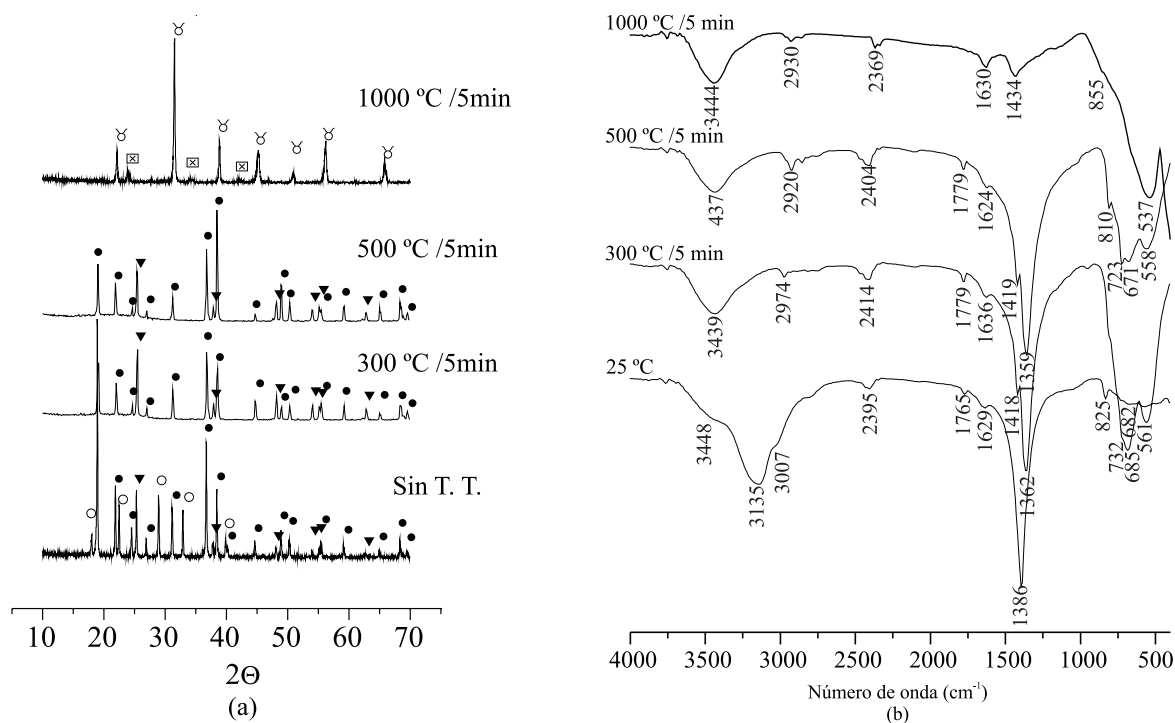 1000 ºC /5min
500 ºC /5min
300 ºC /5min
Sin T. T.
10 20 30 40 50 60 70
2Θ
(a)
1000 ºC /5 min
3444 2930 2369 1630 1434 855 537
500 ºC /5 min
437 2920 2404 1779 1624 1419 1359 810 723 671 558
300 ºC /5 min
3439 2974 2414 1779 1636 1418 1362 732 685 682 561
25 ºC
3448 3135 3007 2395 1765 1629 1386 825
4000 3500 3000 2500 2000 1500 1000 500
Número de onda (cm⁻¹)
(b)